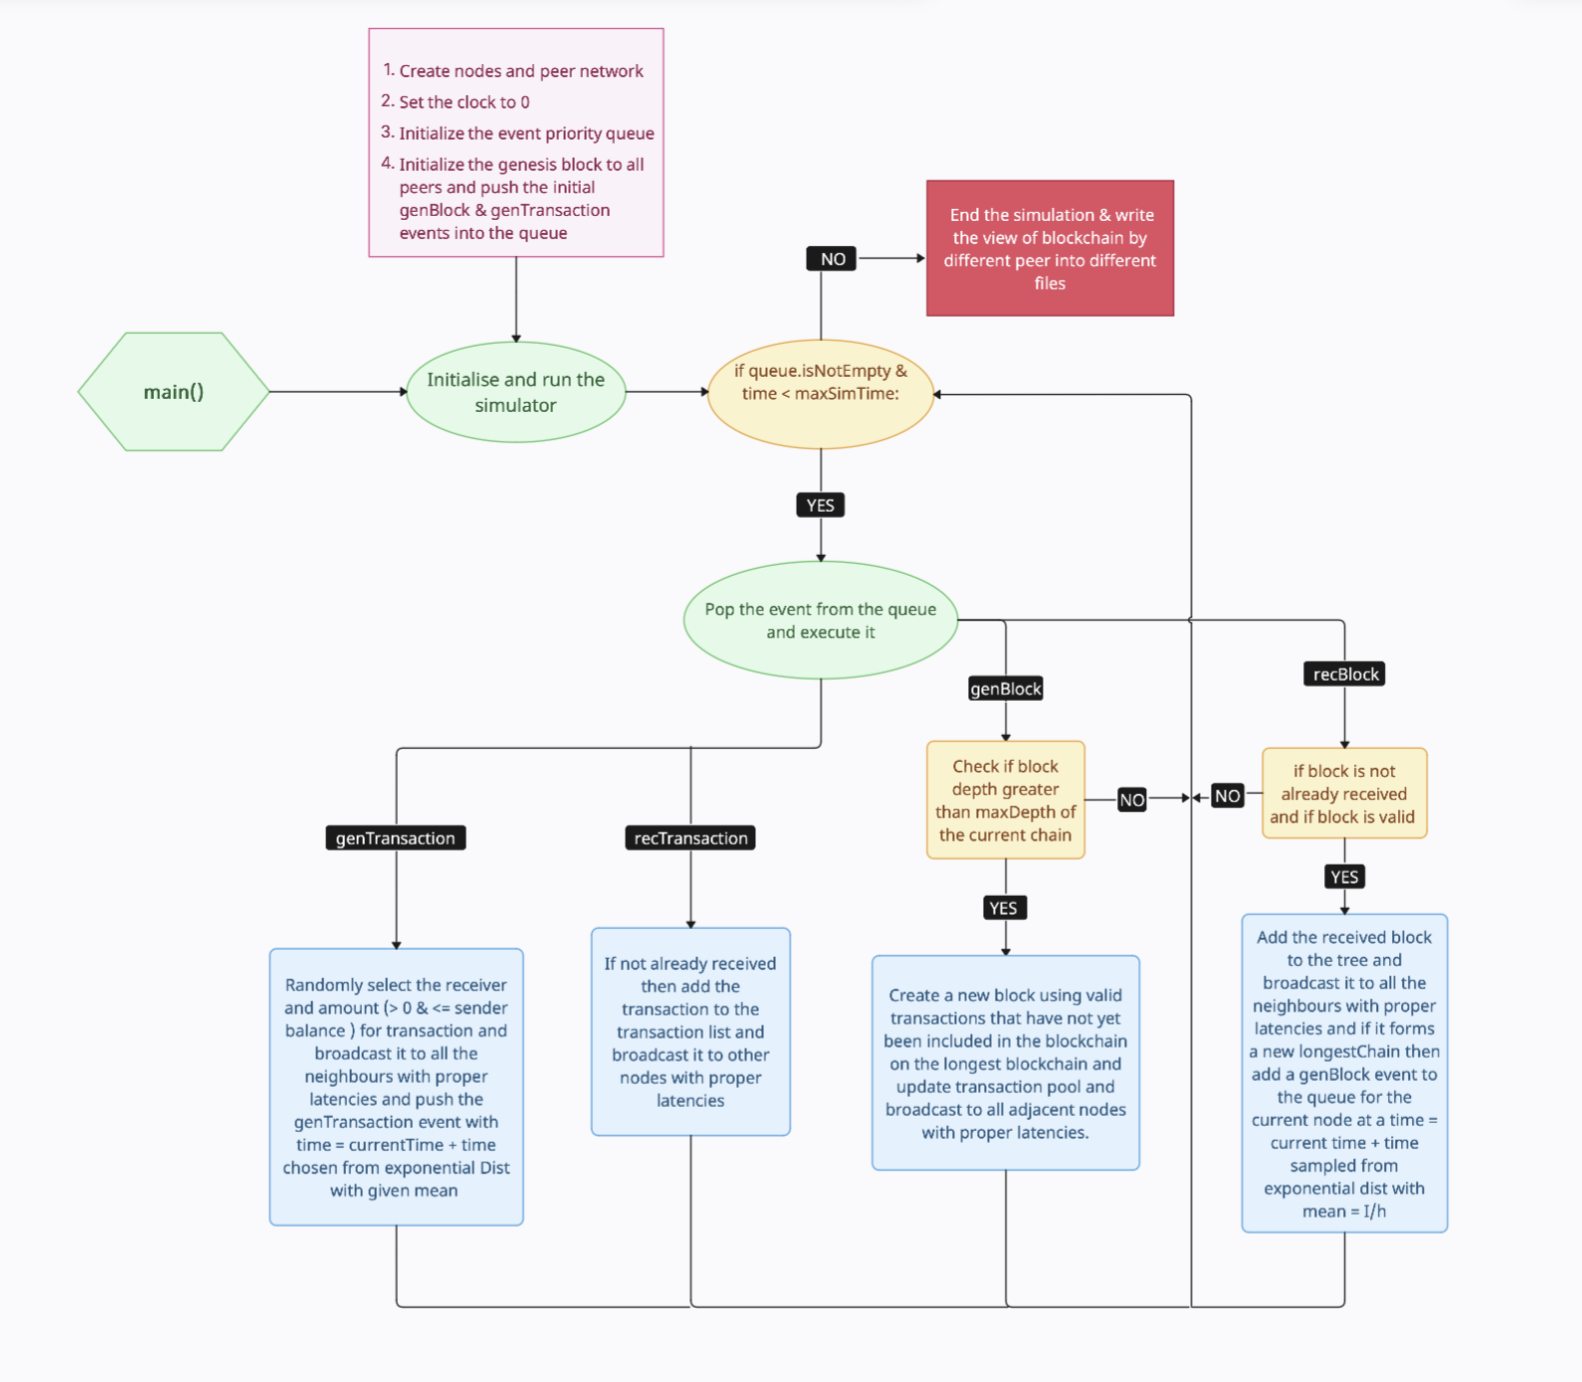 1. Create nodes and peer network
2. Set the clock to 0
3. Initialize the event priority queue
4. Initialize the genesis block to all
peers and push the initial
genBlock & genTransaction
events into the queue
End the simulation & write
the view of blockchain by
different peer into different
files
NO
main()
Initialise and run the
simulator
if queue.isNotEmpty &
time < maxSimTime:
YES
Pop the event from the queue
and execute it
genBlock
recBlock
genTransaction
recTransaction
Check if block
depth greater
than maxDepth of
the current chain
NO
NO
if block is not
already received
and if block is valid
YES
YES
Randomly select the receiver
and amount (> 0 & <= sender
balance ) for transaction and
broadcast it to all the
neighbours with proper
latencies and push the
genTransaction event with
time = currentTime + time
chosen from exponential Dist
with given mean
If not already received
then add the
transaction to the
transaction list and
broadcast it to other
nodes with proper
latencies
Create a new block using valid
transactions that have not yet
been included in the blockchain
on the longest blockchain and
update transaction pool and
broadcast to all adjacent nodes
with proper latencies.
Add the received block
to the tree and
broadcast it to all the
neighbours with proper
latencies and if it forms
a new longestChain then
add a genBlock event to
the queue for the
current node at a time =
current time + time
sampled from
exponential dist with
mean = I/h